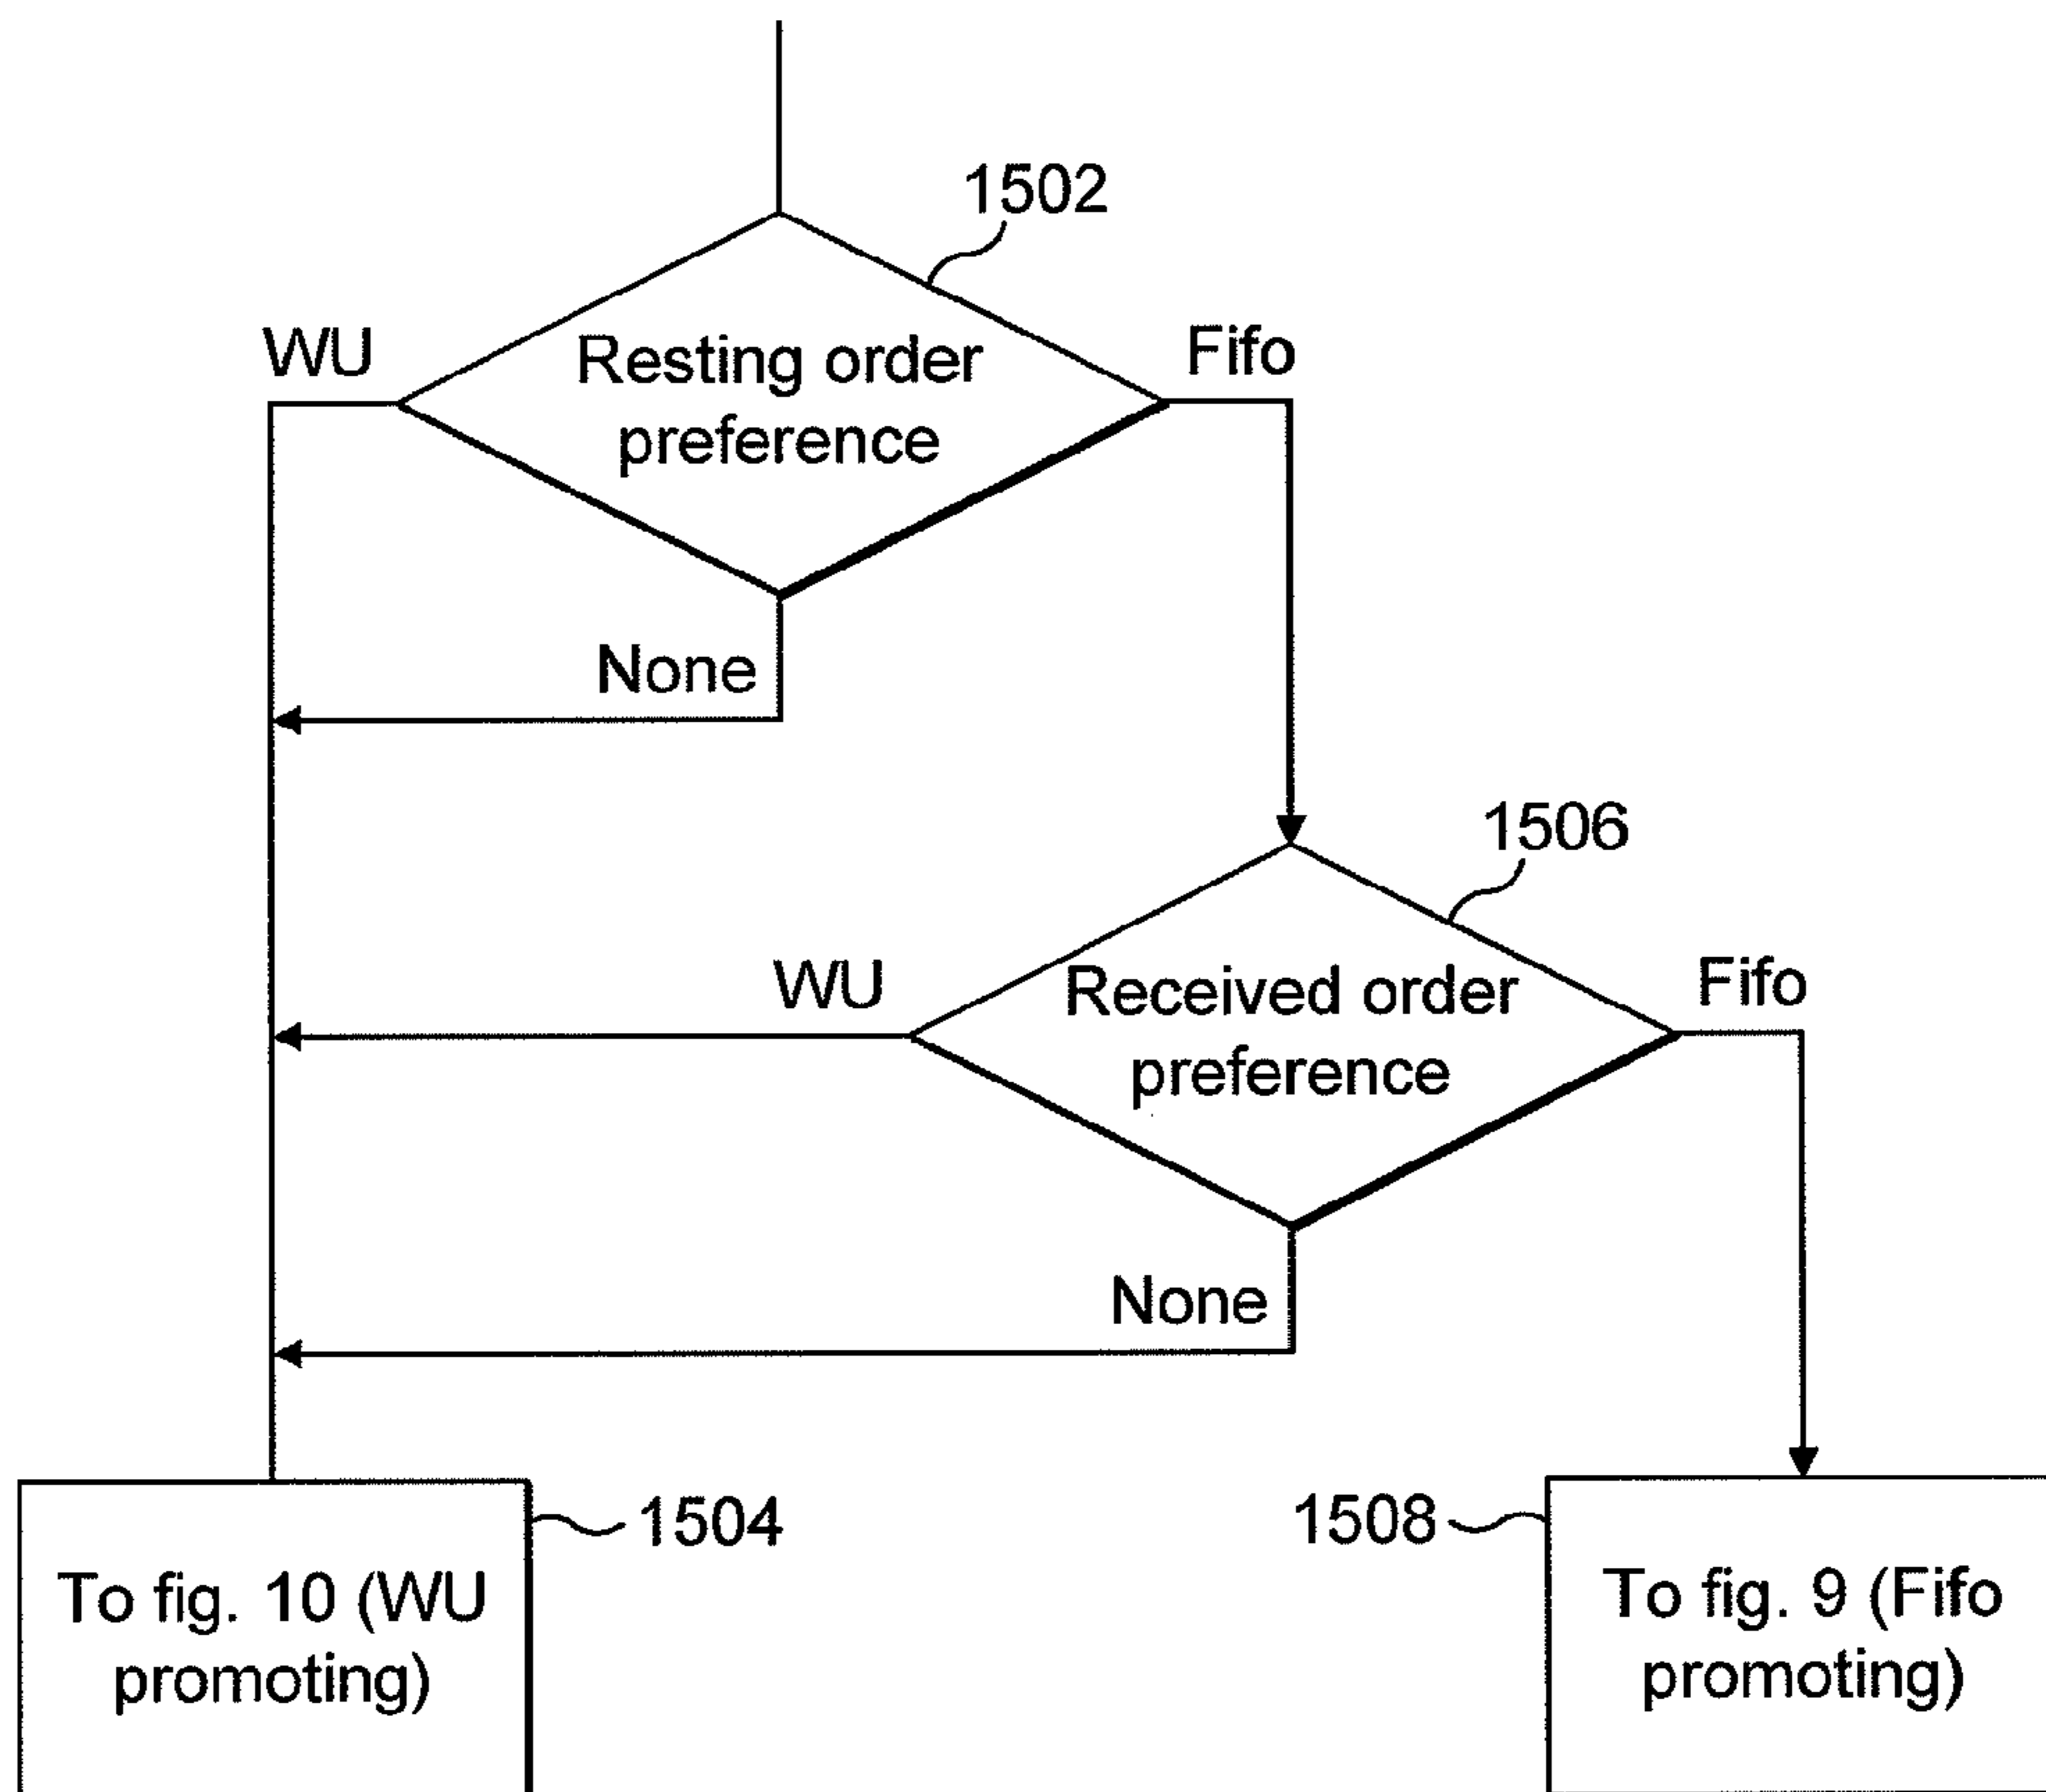 1502
WU
Resting order
preference
Fifo
None
1506
WU
Received order
preference
Fifo
None
1504
To fig. 10 (WU
promoting)
1508
To fig. 9 (Fifo
promoting)